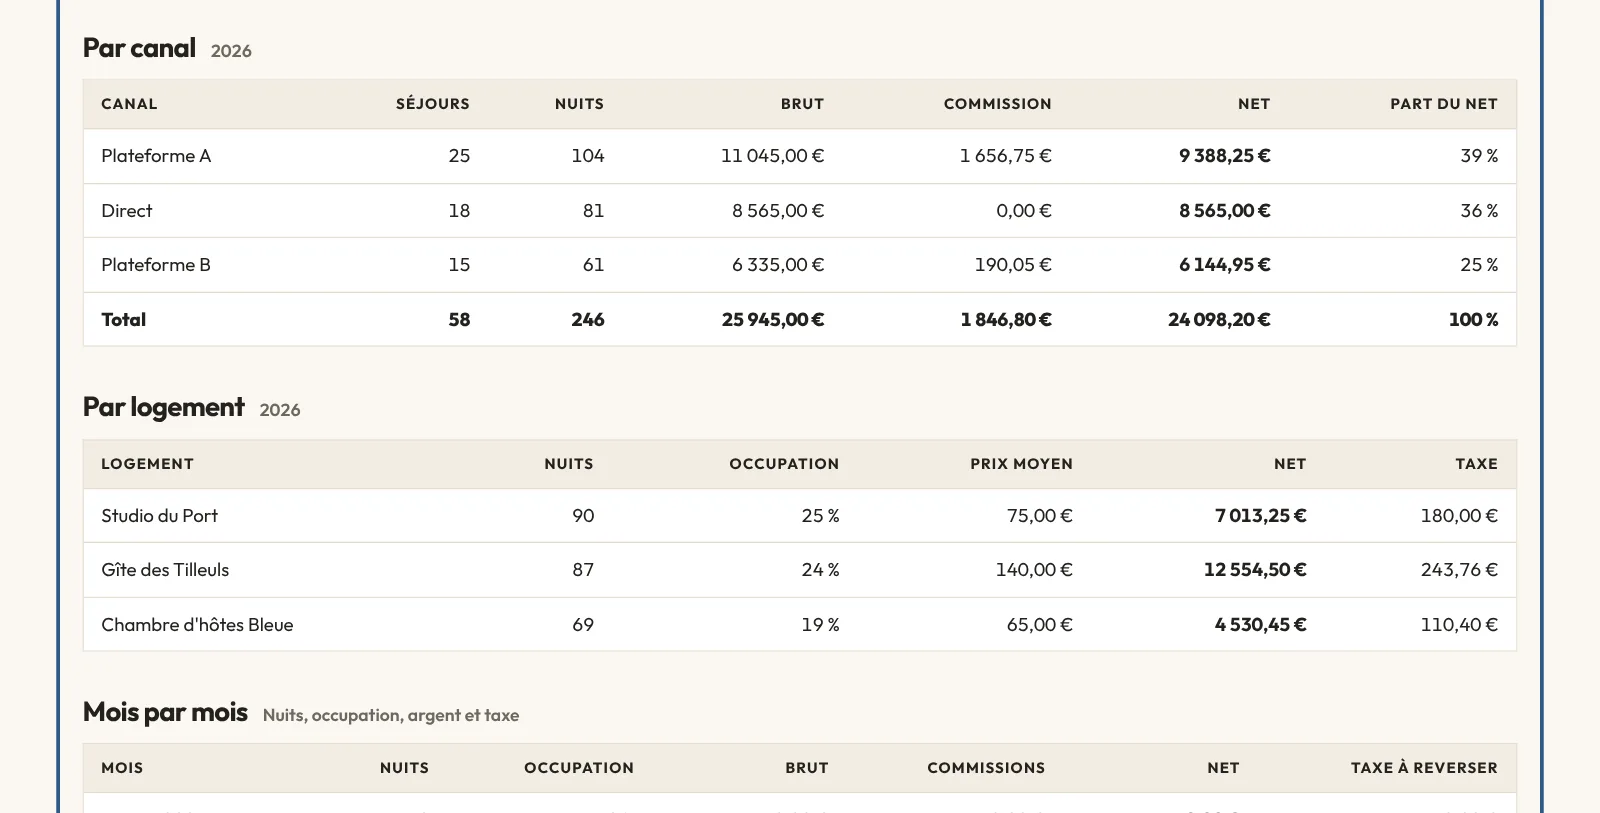 Par canal 2026
CANAL SÉJOURS NUITS BRUT COMMISSION NET PART DU NET
Plateforme A 25 104 11 045,00 € 1 656,75 € 9 388,25 € 39 %
Direct 18 81 8 565,00 € 0,00 € 8 565,00 € 36 %
Plateforme B 15 61 6 335,00 € 190,05 € 6 144,95 € 25 %
Total 58 246 25 945,00 € 1 846,80 € 24 098,20 € 100 %
Par logement 2026
LOGEMENT NUITS OCCUPATION PRIX MOYEN NET TAXE
Studio du Port 90 25 % 75,00 € 7 013,25 € 180,00 €
Gîte des Tilleuls 87 24 % 140,00 € 12 554,50 € 243,76 €
Chambre d'hôtes Bleue 69 19 % 65,00 € 4 530,45 € 110,40 €
Mois par mois Nuits, occupation, argent et taxe
MOIS NUITS OCCUPATION BRUT COMMISSIONS NET TAXE À REVERSER